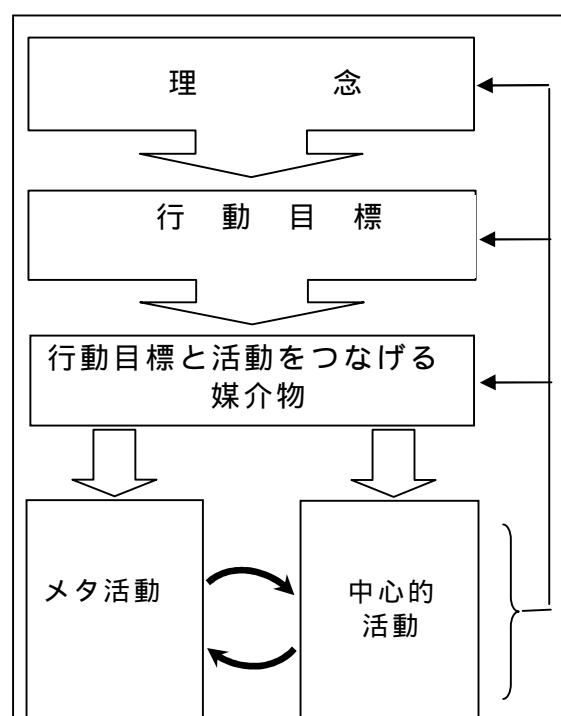 理念
行動目標
行動目標と活動をつなげる
媒介物
メタ活動
中心的
活動